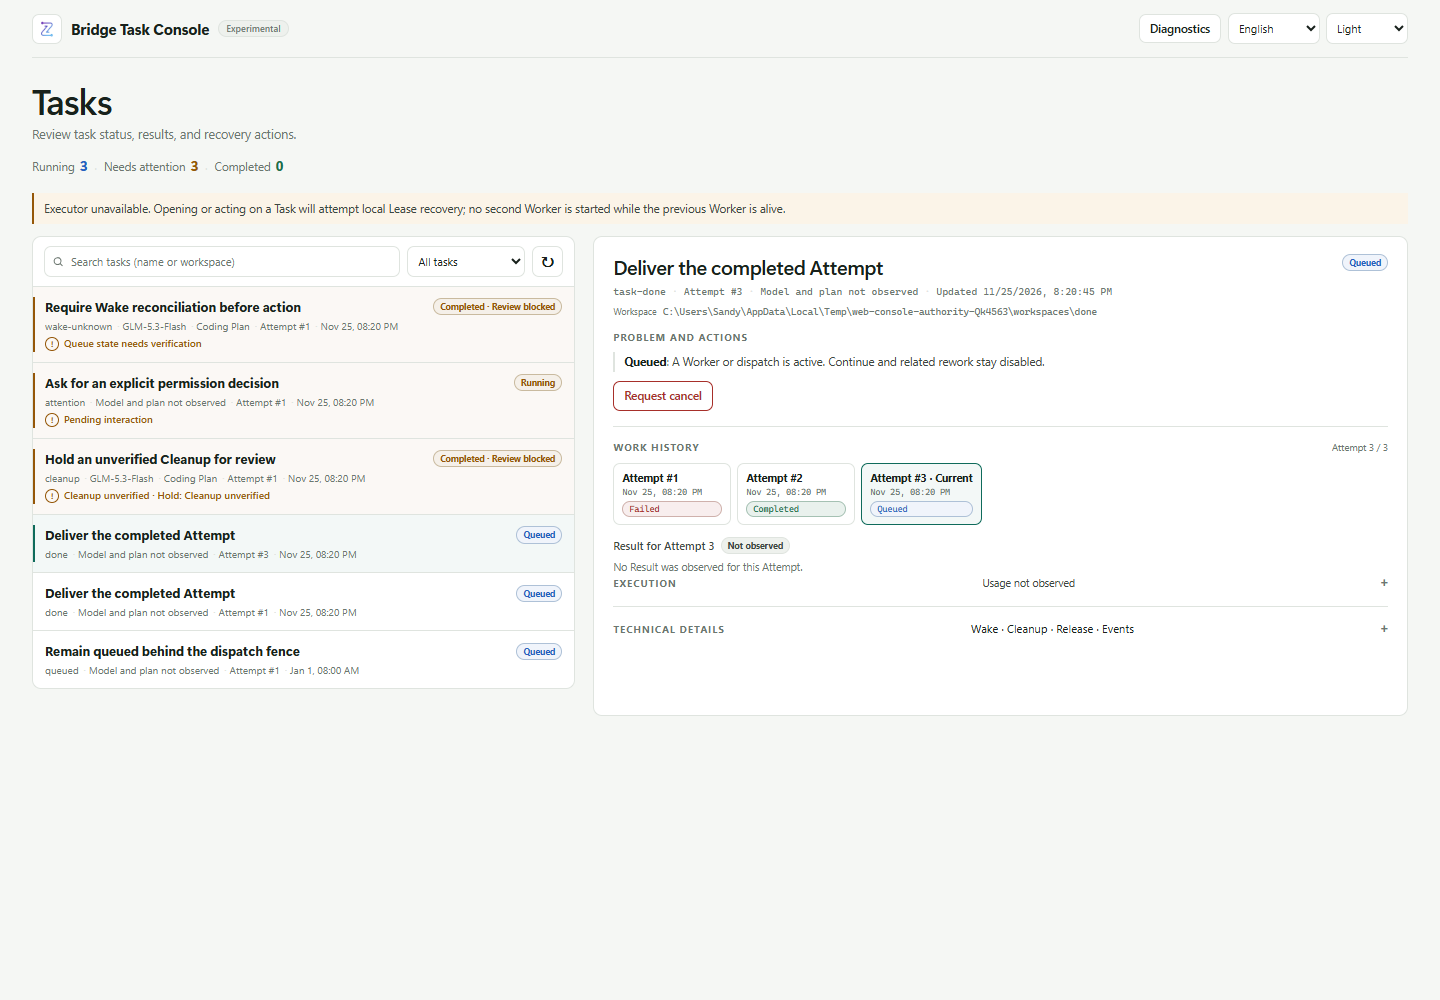 Bridge Task Console Experimental Diagnostics English Light
Tasks
Review task status, results, and recovery actions.
Running 3 · Needs attention 3 · Completed 0
Executor unavailable. Opening or acting on a Task will attempt local Lease recovery; no second Worker is started while the previous Worker is alive.
Search tasks (name or workspace) All tasks
Require Wake reconciliation before action Completed · Review blocked
wake-unknown · GLM-5.3-Flash · Coding Plan · Attempt #1 · Nov 25, 08:20 PM
! Queue state needs verification
Ask for an explicit permission decision Running
attention · Model and plan not observed · Attempt #1 · Nov 25, 08:20 PM
! Pending interaction
Hold an unverified Cleanup for review Completed · Review blocked
cleanup · GLM-5.3-Flash · Coding Plan · Attempt #1 · Nov 25, 08:20 PM
! Cleanup unverified · Hold: Cleanup unverified
Deliver the completed Attempt Queued
done · Model and plan not observed · Attempt #3 · Nov 25, 08:20 PM
Deliver the completed Attempt Queued
done · Model and plan not observed · Attempt #1 · Nov 25, 08:20 PM
Remain queued behind the dispatch fence Queued
queued · Model and plan not observed · Attempt #1 · Jan 1, 08:00 AM
Deliver the completed Attempt Queued
task-done · Attempt #3 · Model and plan not observed · Updated 11/25/2026, 8:20:45 PM
Workspace C:\Users\Sandy\AppData\Local\Temp\web-console-authority-Qk4563\workspaces\done
PROBLEM AND ACTIONS
Queued: A Worker or dispatch is active. Continue and related rework stay disabled.
Request cancel
WORK HISTORY Attempt 3 / 3
Attempt #1
Nov 25, 08:20 PM
Failed
Attempt #2
Nov 25, 08:20 PM
Completed
Attempt #3 · Current
Nov 25, 08:20 PM
Queued
Result for Attempt 3 Not observed
No Result was observed for this Attempt.
EXECUTION Usage not observed +
TECHNICAL DETAILS Wake · Cleanup · Release · Events +